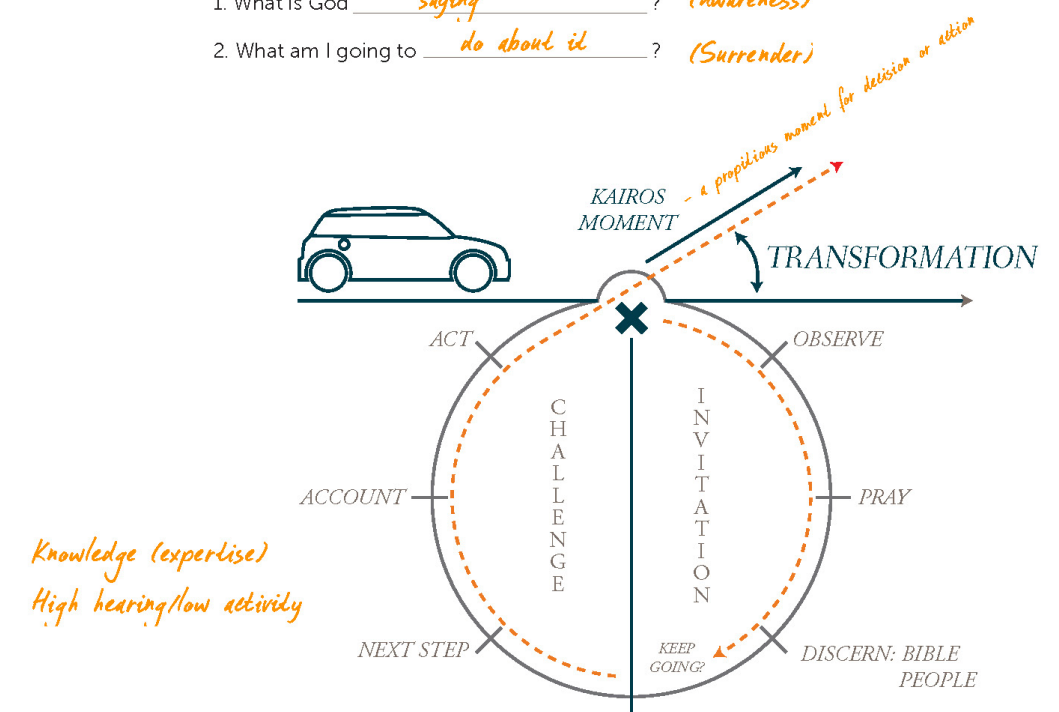 1. What is God saying ? (Awareness)
2. What am I going to do about it ? (Surrender)
- a propitious moment for decision or action
KAIROS
MOMENT
TRANSFORMATION
ACT
OBSERVE
CHALLENGE
INVITATION
ACCOUNT
PRAY
Knowledge (expertise)
High hearing/low activity
NEXT STEP
KEEP
GOING?
DISCERN: BIBLE
PEOPLE